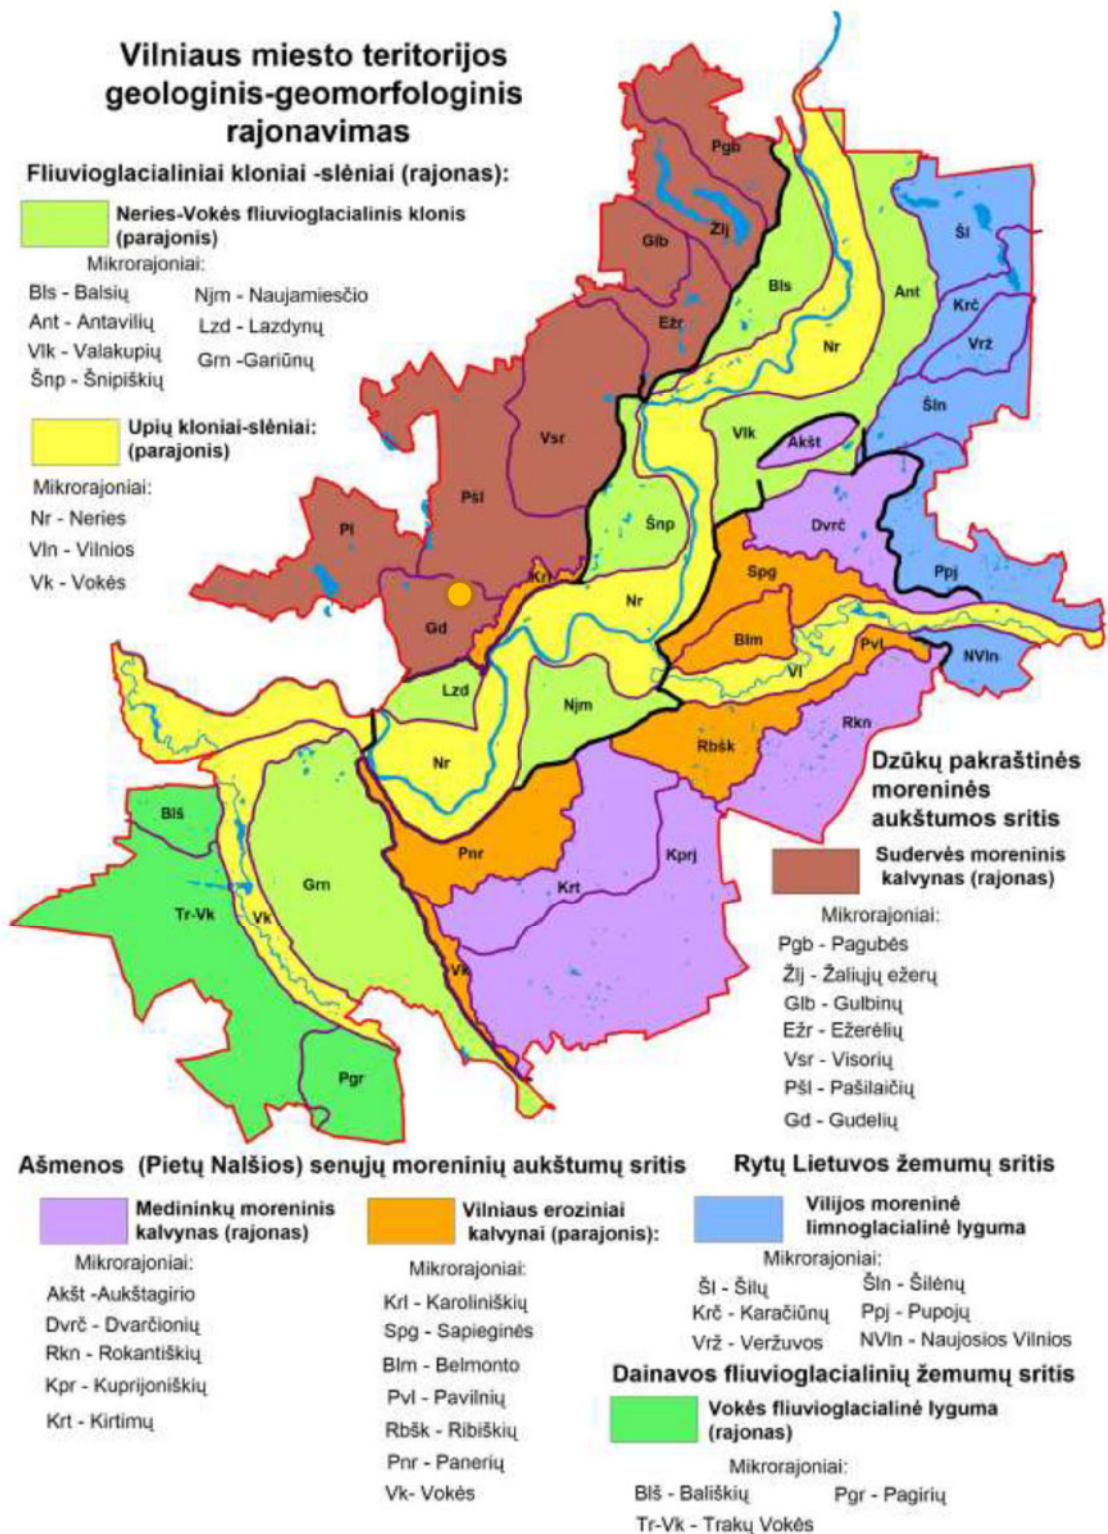 Vilniaus miesto teritorijos
geologinis-geomorfologinis
rajonavimas
Fliuvioglacialiniai kloniai -slėniai (rajonas):
Neries-Vokės fliuvioglacialinis klonis
(parajonis)
Mikrorajoniai:
Bls - Balsių
Njm - Naujamiesčio
Ant - Antavilių
Lzd - Lazdynų
Vlk - Valakupių
Grn -Gariūnų
Šnp - Šnipiškių
Upių kloniai-slėniai:
(parajonis)
Mikrorajoniai:
Nr - Neries
Vln - Vilnios
Vk - Vokės
Pgb
Žlj
Glb
Ežr
Bls
Ant
Šl
Krč
Vrž
Nr
Šln
Vsr
Vlk
Akšt
Pšl
Pl
Šnp
Dvrč
Krl
Spg
Ppj
Nr
Gd
Blm
Vl
Pvl
NVln
Lzd
Njm
Rkn
Rbšk
Nr
Blš
Pnr
Kprj
Grn
Krt
Tr-Vk
Vk
Vk
Pgr
Dzūkų pakraštinės
moreninės
aukštumos sritis
Sudervės moreninis
kalvynas (rajonas)
Mikrorajoniai:
Pgb - Pagubės
Žlj - Žaliųjų ežerų
Glb - Gulbinų
Ežr - Ežerėlių
Vsr - Visorių
Pšl - Pašilaičių
Gd - Gudelių
Ašmenos (Pietų Nalšios) senųjų moreninių aukštumų sritis
Medininkų moreninis
kalvynas (rajonas)
Mikrorajoniai:
Akšt -Aukštagirio
Dvrč - Dvarčionių
Rkn - Rokantiškių
Kpr - Kuprijoniškių
Krt - Kirtimų
Vilniaus eroziniai
kalvynai (parajonis):
Mikrorajoniai:
Krl - Karoliniškių
Spg - Sapieginės
Blm - Belmonto
Pvl - Pavilnių
Rbšk - Ribiškių
Pnr - Panerių
Vk- Vokės
Rytų Lietuvos žemumų sritis
Vilijos moreninė
limnoglacialinė lyguma
Mikrorajoniai:
Šl - Šilų
Šln - Šilėnų
Krč - Karačiūnų
Ppj - Pupojų
Vrž - Veržuvos
NVln - Naujosios Vilnios
Dainavos fliuvioglacialinių žemumų sritis
Vokės fliuvioglacialinė lyguma
(rajonas)
Mikrorajoniai:
Blš - Bališkių
Pgr - Pagirių
Tr-Vk - Trakų Vokės